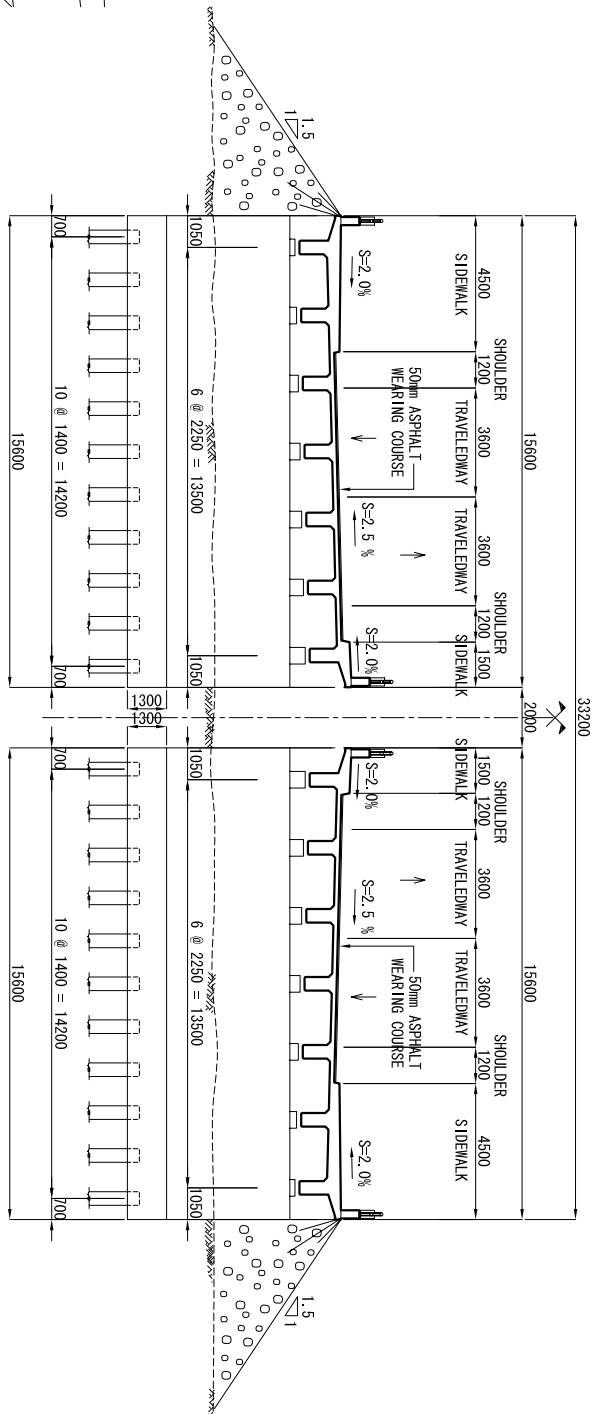 33200
15600
2000
15600
4500
1200
3600
3600
1200
1500
1500
1200
3600
3600
1200
4500
SIDEWALK
SHOULDER
TRAVELEDWAY
TRAVELEDWAY
SHOULDER
SIDEWALK
SIDEWALK
SHOULDER
TRAVELEDWAY
TRAVELEDWAY
SHOULDER
SIDEWALK
50mm ASPHALT
WEARING COURSE
50mm ASPHALT
WEARING COURSE
S=2.0%
S=2.5 %
S=2.0%
S=2.0%
S=2.5 %
S=2.0%
1.5
1
1.5
1
1050
6 @ 2250 = 13500
1050
1050
6 @ 2250 = 13500
1050
1300
1300
700
10 @ 1400 = 14200
700
700
10 @ 1400 = 14200
700
15600
15600